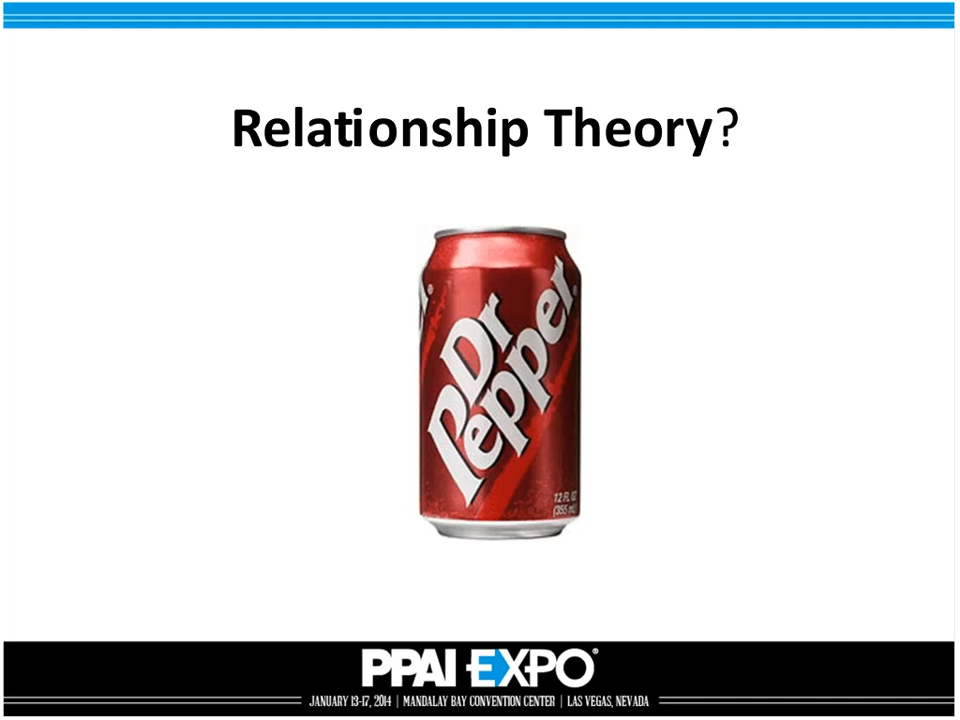 Relationship Theory?
Dr
Pepper
12 FL OZ
(355 mL)
PPAI EXPO®
JANUARY 13-17, 2014 | MANDALAY BAY CONVENTION CENTER | LAS VEGAS, NEVADA